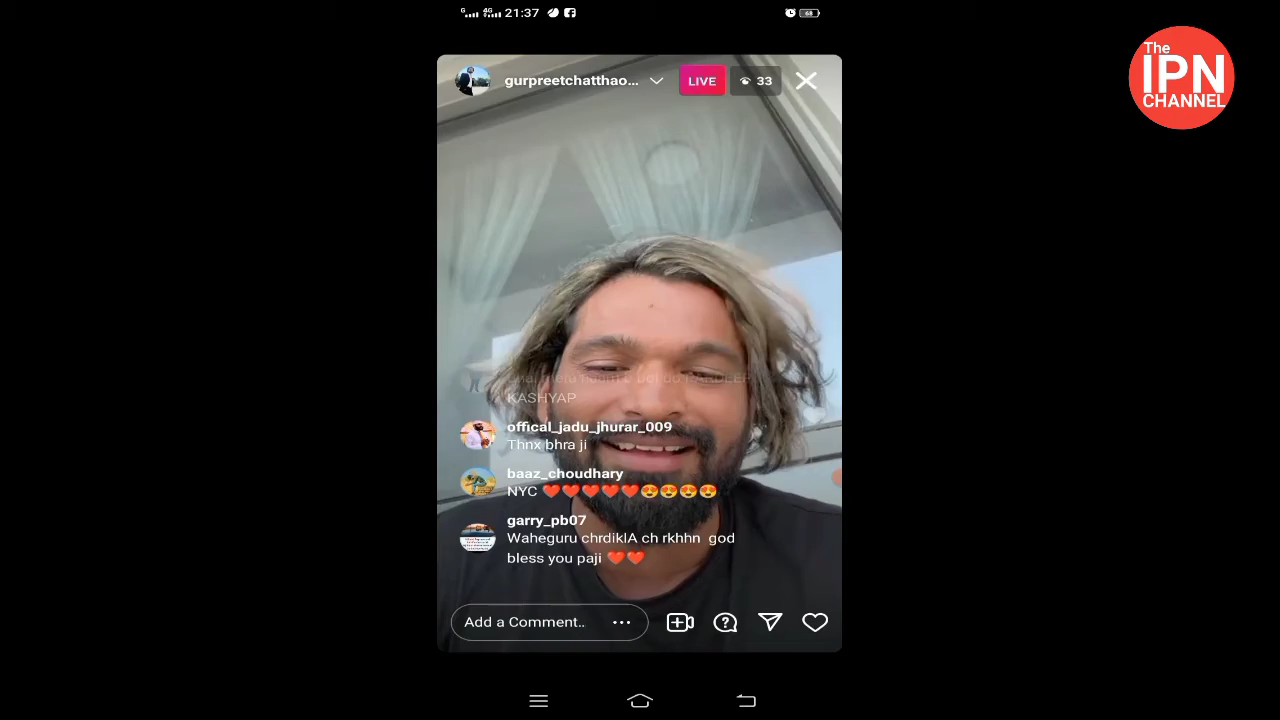 21:37
68
The
IPN
CHANNEL
gurpreetchatthao...
LIVE
33
KASHYAP
offical_jadu_jhurar_009
Thnx bhra ji
baaz_choudhary
NYC ❤️❤️❤️❤️❤️😍😍😍😍
garry_pb07
Waheguru chrdiklA ch rkhhn god
bless you paji ❤️❤️
Add a Comment..